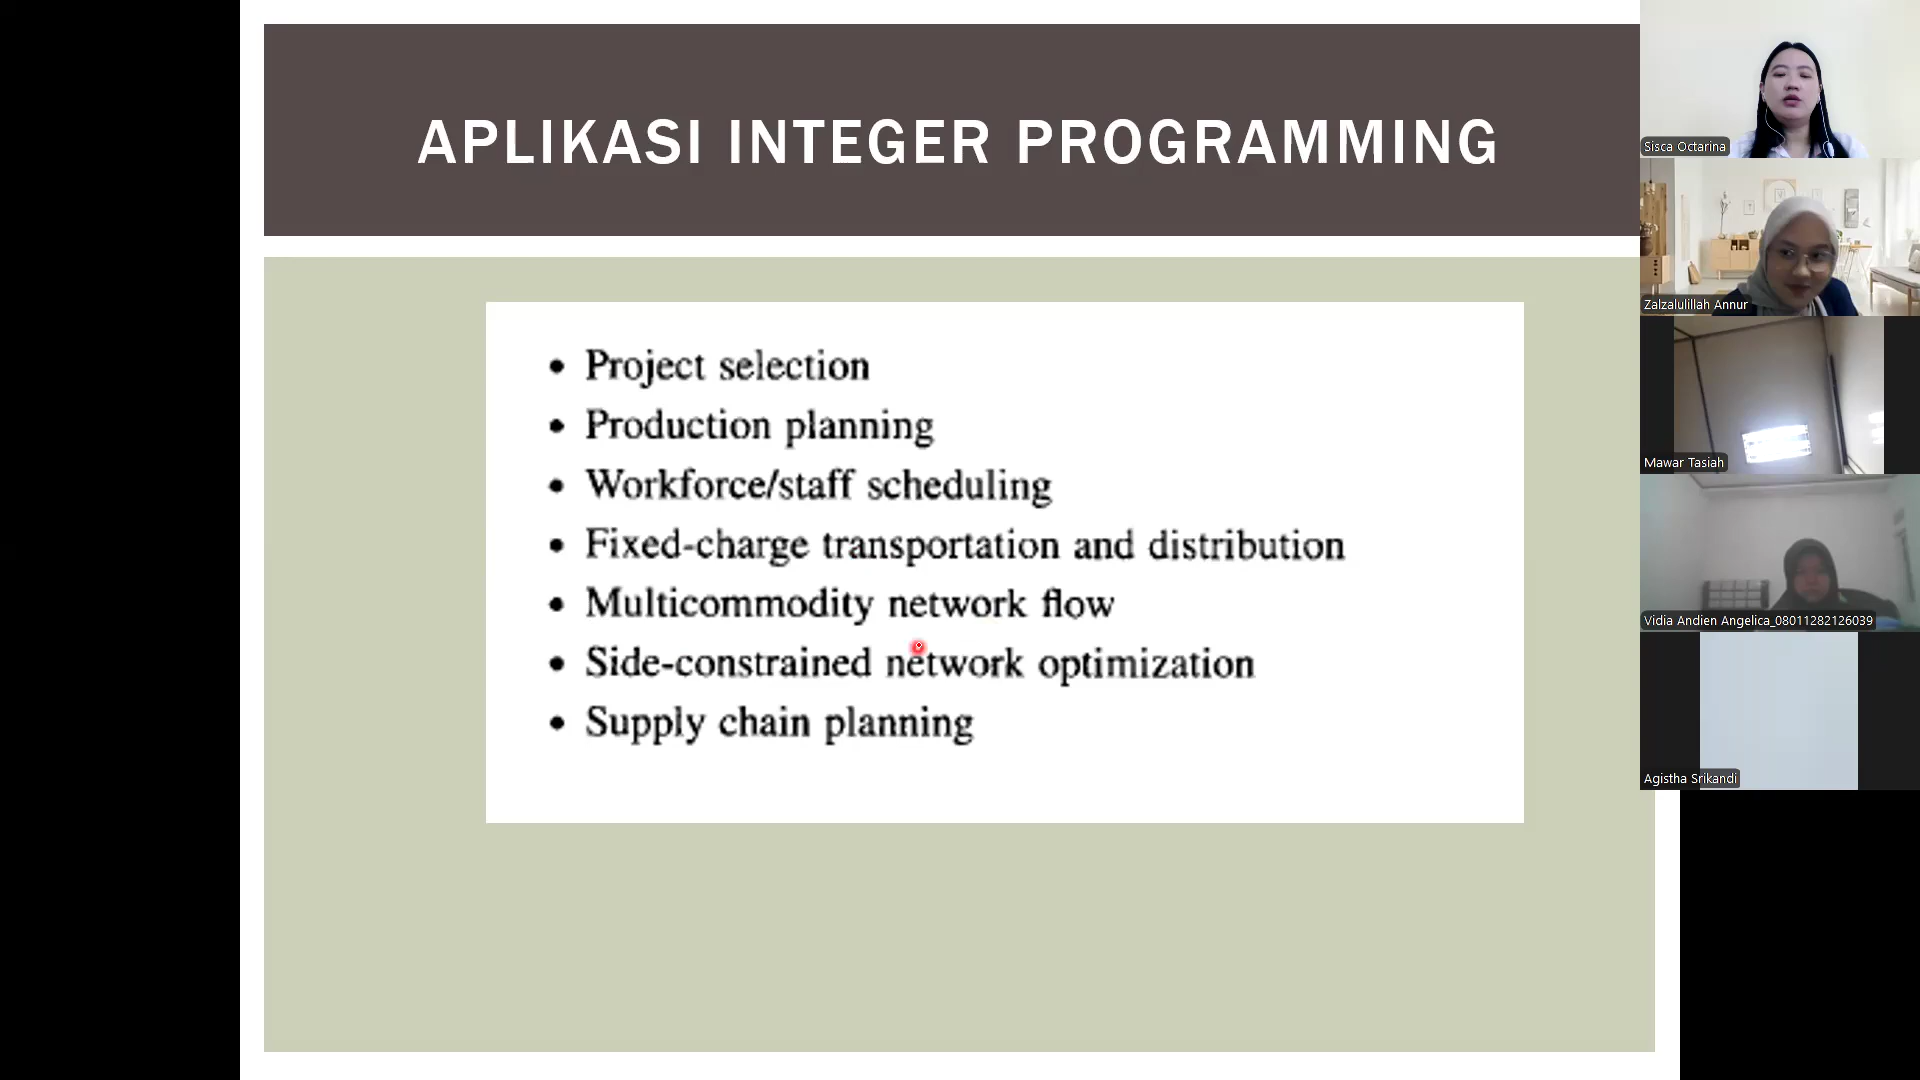 APLIKASI INTEGER PROGRAMMING
• Project selection
• Production planning
• Workforce/staff scheduling
• Fixed-charge transportation and distribution
• Multicommodity network flow
• Side-constrained network optimization
• Supply chain planning
Sisca Octarina
Zalzalulillah Annur
Mawar Tasiah
Vidia Andien Angelica_08011282126039
Agistha Srikandi